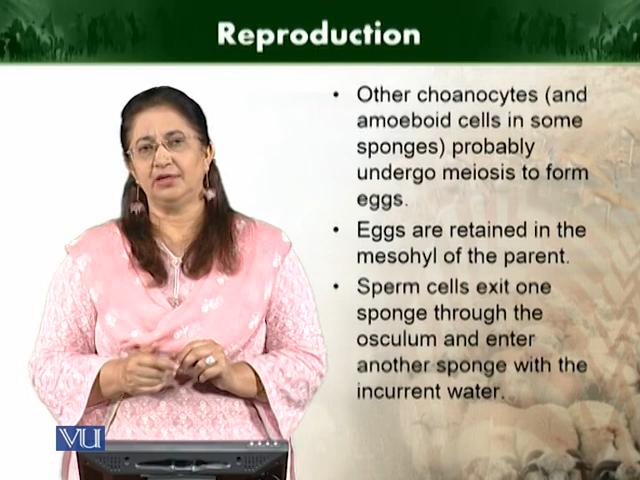 Reproduction
• Other choanocytes (and
amoeboid cells in some
sponges) probably
undergo meiosis to form
eggs.
• Eggs are retained in the
mesohyl of the parent.
• Sperm cells exit one
sponge through the
osculum and enter
another sponge with the
incurrent water.
VU